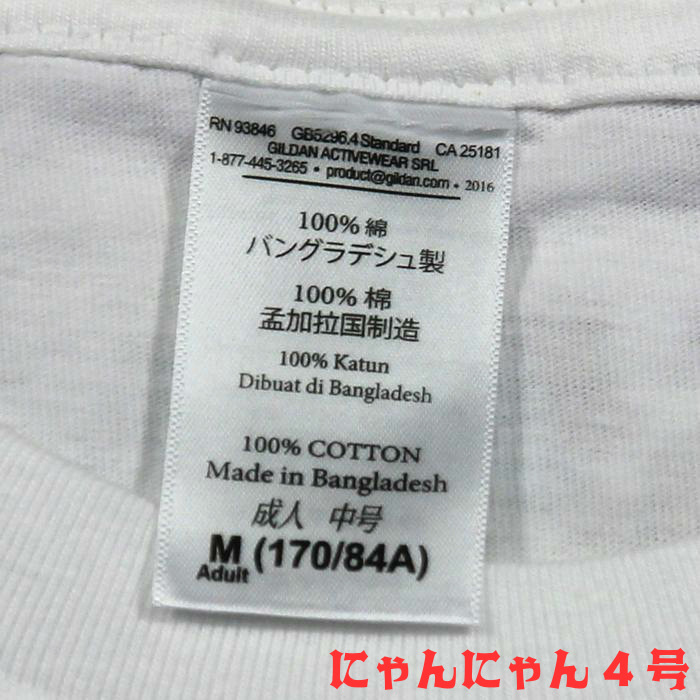 RN 93846 GB5296.4 Standard CA 25181
GILDAN ACTIVEWEAR SRL
1-877-445-3265 • product@gildan.com • 2016
100% 綿
バングラデシュ製
100% 棉
孟加拉国制造
100% Katun
Dibuat di Bangladesh
100% COTTON
Made in Bangladesh
成人 中号
M (170/84A)
Adult
にゃんにゃん4号